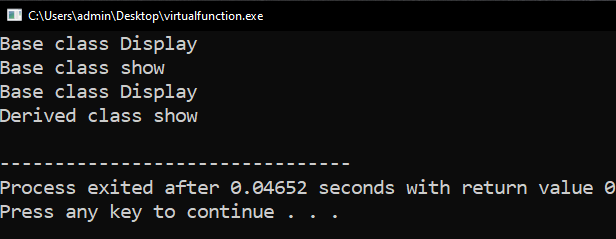 C:\Users\admin\Desktop\virtualfunction.exe
Base class Display
Base class show
Base class Display
Derived class show
--------------------------------
Process exited after 0.04652 seconds with return value 0
Press any key to continue . . .